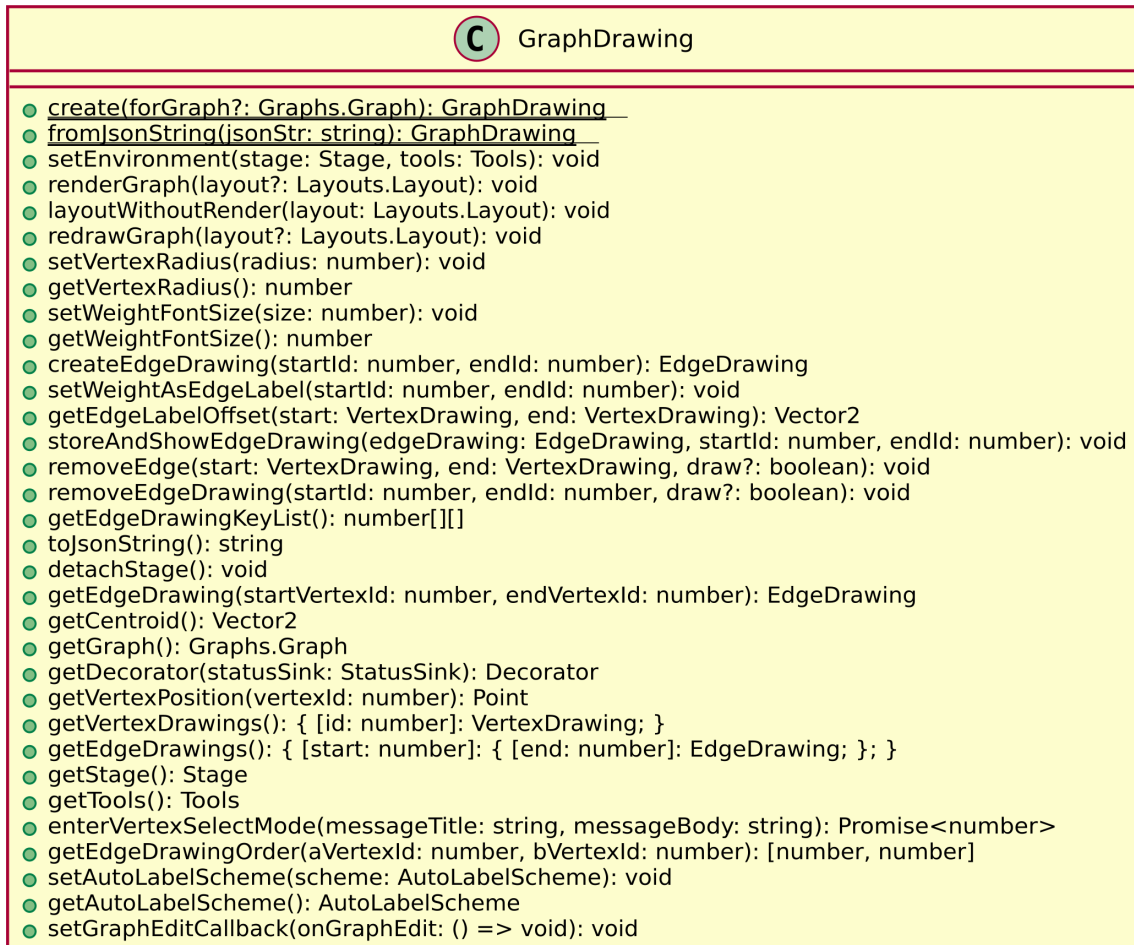 C GraphDrawing
create(forGraph?: Graphs.Graph): GraphDrawing
fromJsonString(jsonStr: string): GraphDrawing
setEnvironment(stage: Stage, tools: Tools): void
renderGraph(layout?: Layouts.Layout): void
layoutWithoutRender(layout: Layouts.Layout): void
redrawGraph(layout?: Layouts.Layout): void
setVertexRadius(radius: number): void
getVertexRadius(): number
setWeightFontSize(size: number): void
getWeightFontSize(): number
createEdgeDrawing(startId: number, endId: number): EdgeDrawing
setWeightAsEdgeLabel(startId: number, endId: number): void
getEdgeLabelOffset(start: VertexDrawing, end: VertexDrawing): Vector2
storeAndShowEdgeDrawing(edgeDrawing: EdgeDrawing, startId: number, endId: number): void
removeEdge(start: VertexDrawing, end: VertexDrawing, draw?: boolean): void
removeEdgeDrawing(startId: number, endId: number, draw?: boolean): void
getEdgeDrawingKeyList(): number[][]
toJsonString(): string
detachStage(): void
getEdgeDrawing(startVertexId: number, endVertexId: number): EdgeDrawing
getCentroid(): Vector2
getGraph(): Graphs.Graph
getDecorator(statusSink: StatusSink): Decorator
getVertexPosition(vertexId: number): Point
getVertexDrawings(): { [id: number]: VertexDrawing; }
getEdgeDrawings(): { [start: number]: { [end: number]: EdgeDrawing; }; }
getStage(): Stage
getTools(): Tools
enterVertexSelectMode(messageTitle: string, messageBody: string): Promise<number>
getEdgeDrawingOrder(aVertexId: number, bVertexId: number): [number, number]
setAutoLabelScheme(scheme: AutoLabelScheme): void
getAutoLabelScheme(): AutoLabelScheme
setGraphEditCallback(onGraphEdit: () => void): void